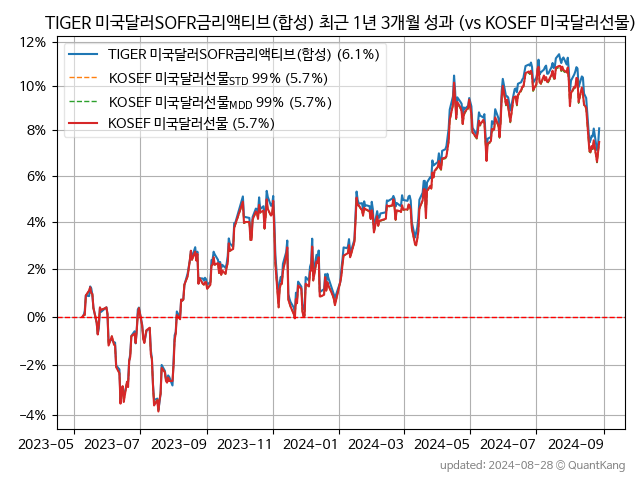 TIGER 미국달러SOFR금리액티브(합성) 최근 1년 3개월 성과 (vs KOSEF 미국달러선물)
12%
10%
8%
6%
4%
2%
0%
−2%
−4%
TIGER 미국달러SOFR금리액티브(합성) (6.1%)
KOSEF 미국달러선물STD 99% (5.7%)
KOSEF 미국달러선물MDD 99% (5.7%)
KOSEF 미국달러선물 (5.7%)
2023-05 2023-07 2023-09 2023-11 2024-01 2024-03 2024-05 2024-07 2024-09
updated: 2024-08-28 © QuantKang